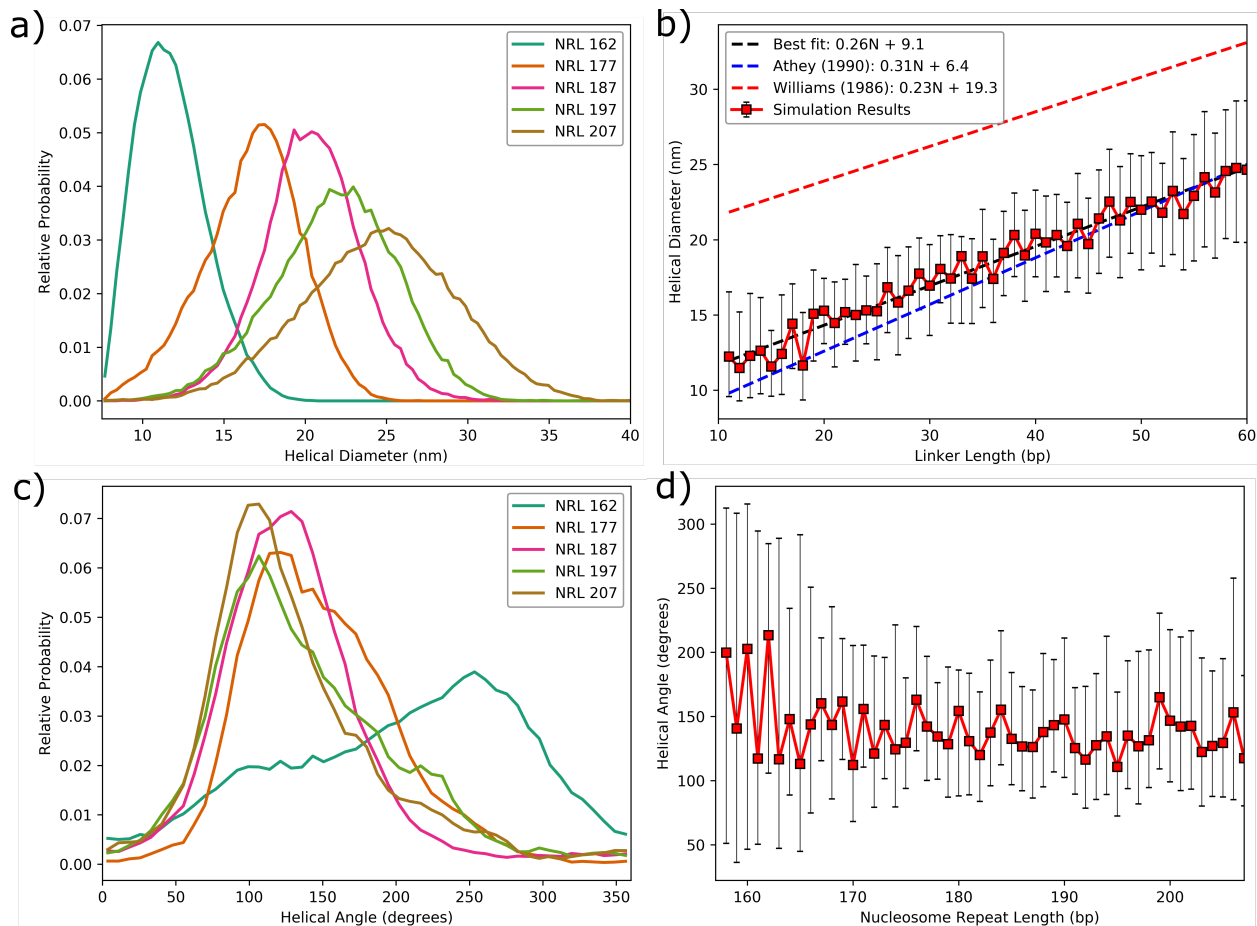 a)
0.07
0.06
0.05
0.04
0.03
0.02
0.01
0.00
Relative Probability
10 15 20 25 30 35 40
Helical Diameter (nm)
NRL 162
NRL 177
NRL 187
NRL 197
NRL 207
b)
30
25
20
15
10
Helical Diameter (nm)
10 20 30 40 50 60
Linker Length (bp)
Best fit: 0.26N + 9.1
Athey (1990): 0.31N + 6.4
Williams (1986): 0.23N + 19.3
Simulation Results
c)
0.07
0.06
0.05
0.04
0.03
0.02
0.01
0.00
Relative Probability
0 50 100 150 200 250 300 350
Helical Angle (degrees)
NRL 162
NRL 177
NRL 187
NRL 197
NRL 207
d)
300
250
200
150
100
50
Helical Angle (degrees)
160 170 180 190 200
Nucleosome Repeat Length (bp)